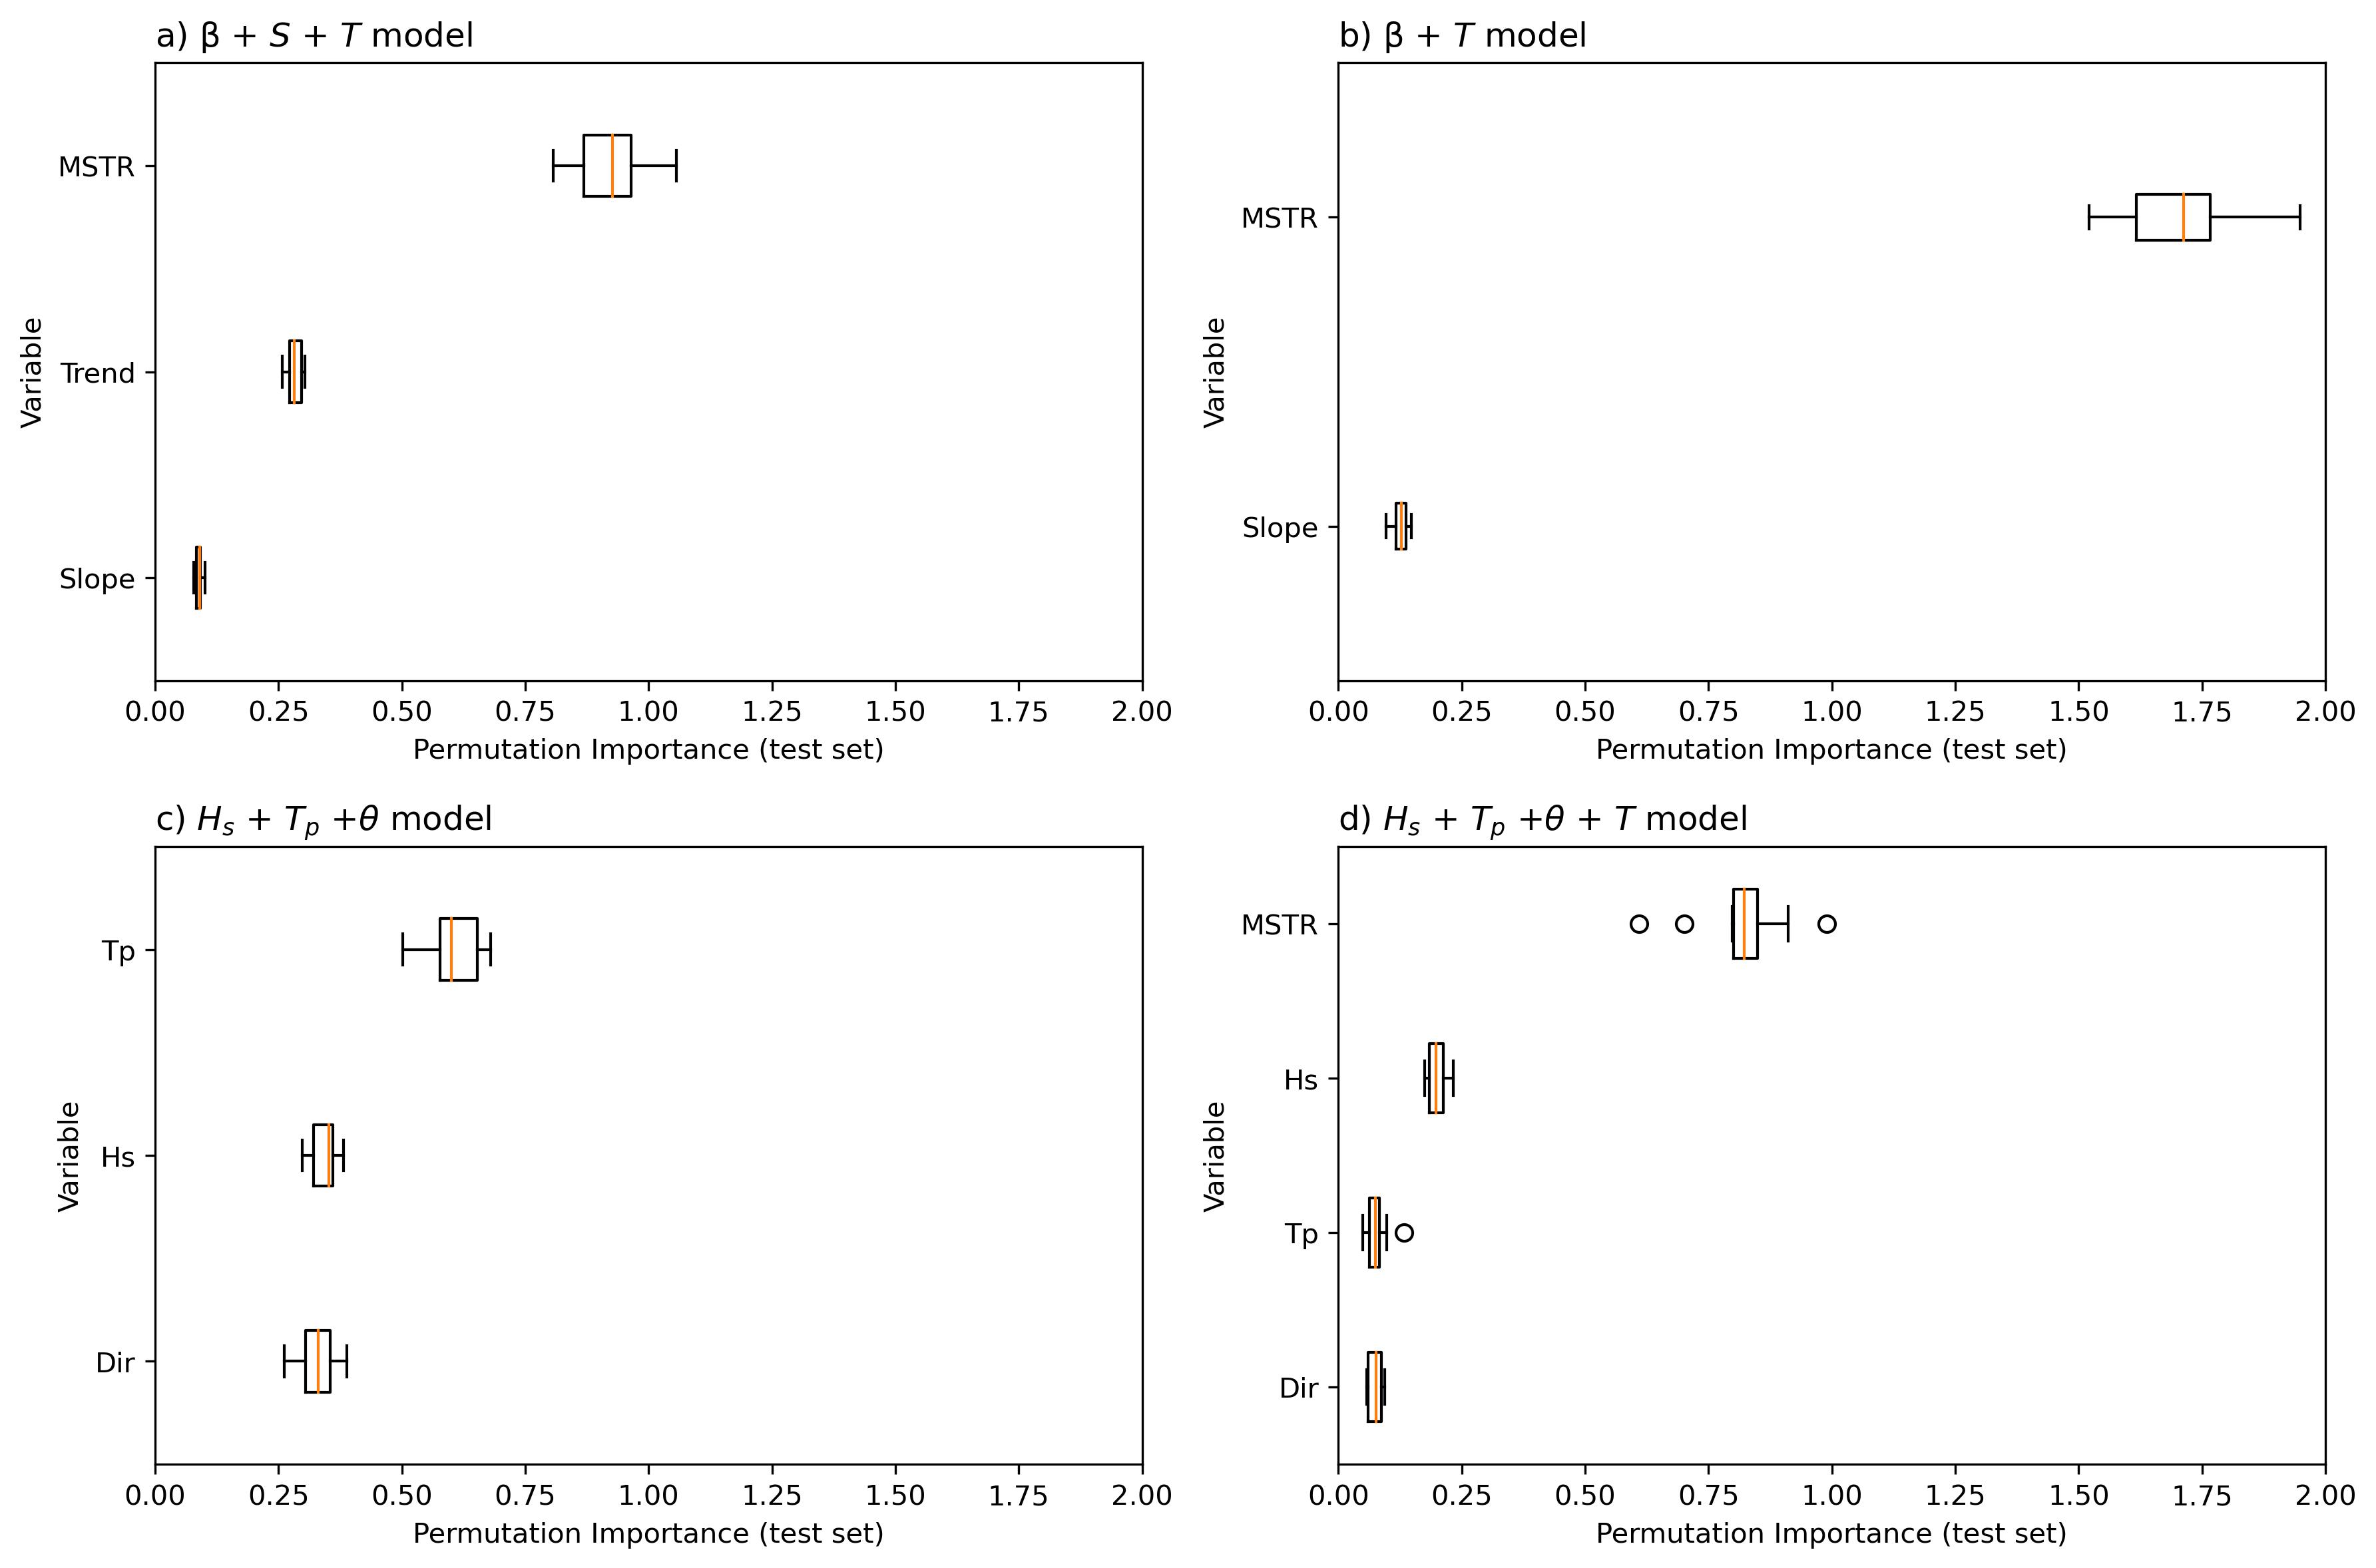 a) β + S + T model
MSTR
Trend
Slope
Variable
0.00 0.25 0.50 0.75 1.00 1.25 1.50 1.75 2.00
Permutation Importance (test set)
b) β + T model
MSTR
Slope
Variable
0.00 0.25 0.50 0.75 1.00 1.25 1.50 1.75 2.00
Permutation Importance (test set)
c) Hₛ + Tₚ +θ model
Tp
Hs
Dir
Variable
0.00 0.25 0.50 0.75 1.00 1.25 1.50 1.75 2.00
Permutation Importance (test set)
d) Hₛ + Tₚ +θ + T model
MSTR
Hs
Tp
Dir
Variable
0.00 0.25 0.50 0.75 1.00 1.25 1.50 1.75 2.00
Permutation Importance (test set)